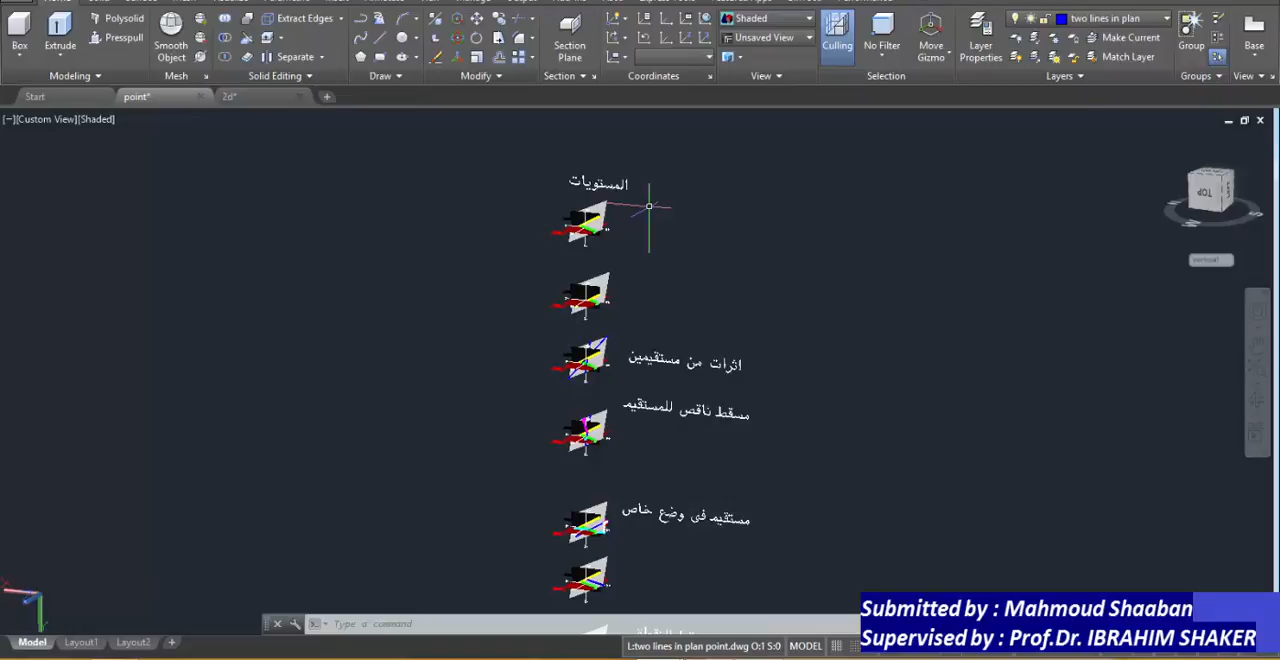 Box
Extrude
Polysolid
Presspull
Modeling
Smooth Object
Mesh
Extract Edges
Separate
Solid Editing
Draw
Modify
Section Plane
Section
Coordinates
Shaded
Unsaved View
View
Culling
No Filter
Move Gizmo
Selection
Layer Properties
two lines in plan
Make Current
Match Layer
Layers
Group
Groups
Base
View
Start
point*
2d*
[−][Custom View][Shaded]
TOP
المستويات
اثرات من مستقيمين
مسقط ناقص للمستقيم
مستقيم فى وضع خاص
Type a command
Model
Layout1
Layout2
L:two lines in plan point.dwg O:1 S:0
MODEL
Submitted by : Mahmoud Shaaban
Supervised by : Prof.Dr. IBRAHIM SHAKER